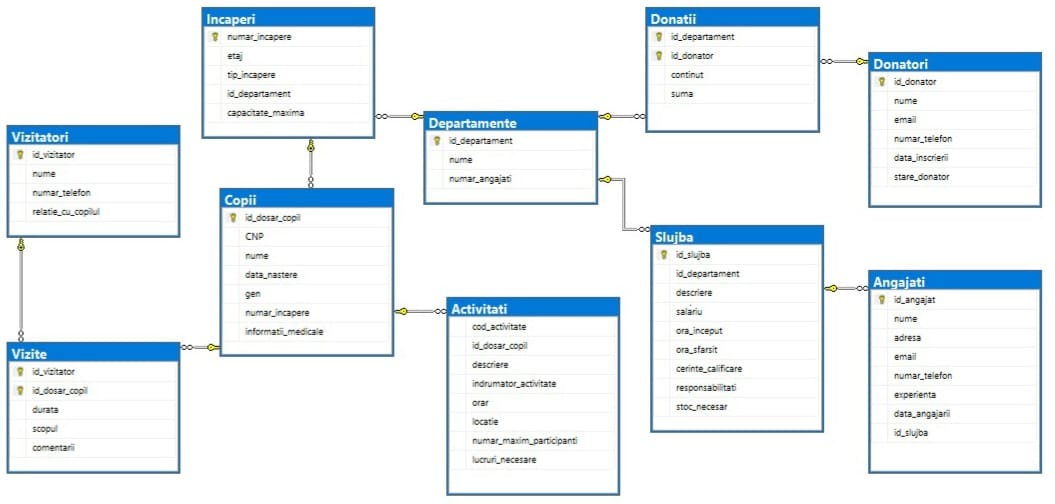 Incaperi
numar_incapere
etaj
tip_incapere
id_departament
capacitate_maxima
Donatii
id_departament
id_donator
continut
suma
Donatori
id_donator
nume
email
numar_telefon
data_inscrierii
stare_donator
Departamente
id_departament
nume
numar_angajati
Vizitatori
id_vizitator
nume
numar_telefon
relatie_cu_copilul
Copii
id_dosar_copil
CNP
nume
data_nastere
gen
numar_incapere
informatii_medicale
Slujba
id_slujba
id_departament
descriere
salariu
ora_inceput
ora_sfarsit
cerinte_calificare
responsabilitati
stoc_necesar
Angajati
id_angajat
nume
adresa
email
numar_telefon
experienta
data_angajarii
id_slujba
Activitati
cod_activitate
id_dosar_copil
descriere
indrumator_activitate
orar
locatie
numar_maxim_participanti
lucruri_necesare
Vizite
id_vizitator
id_dosar_copil
durata
scopul
comentarii